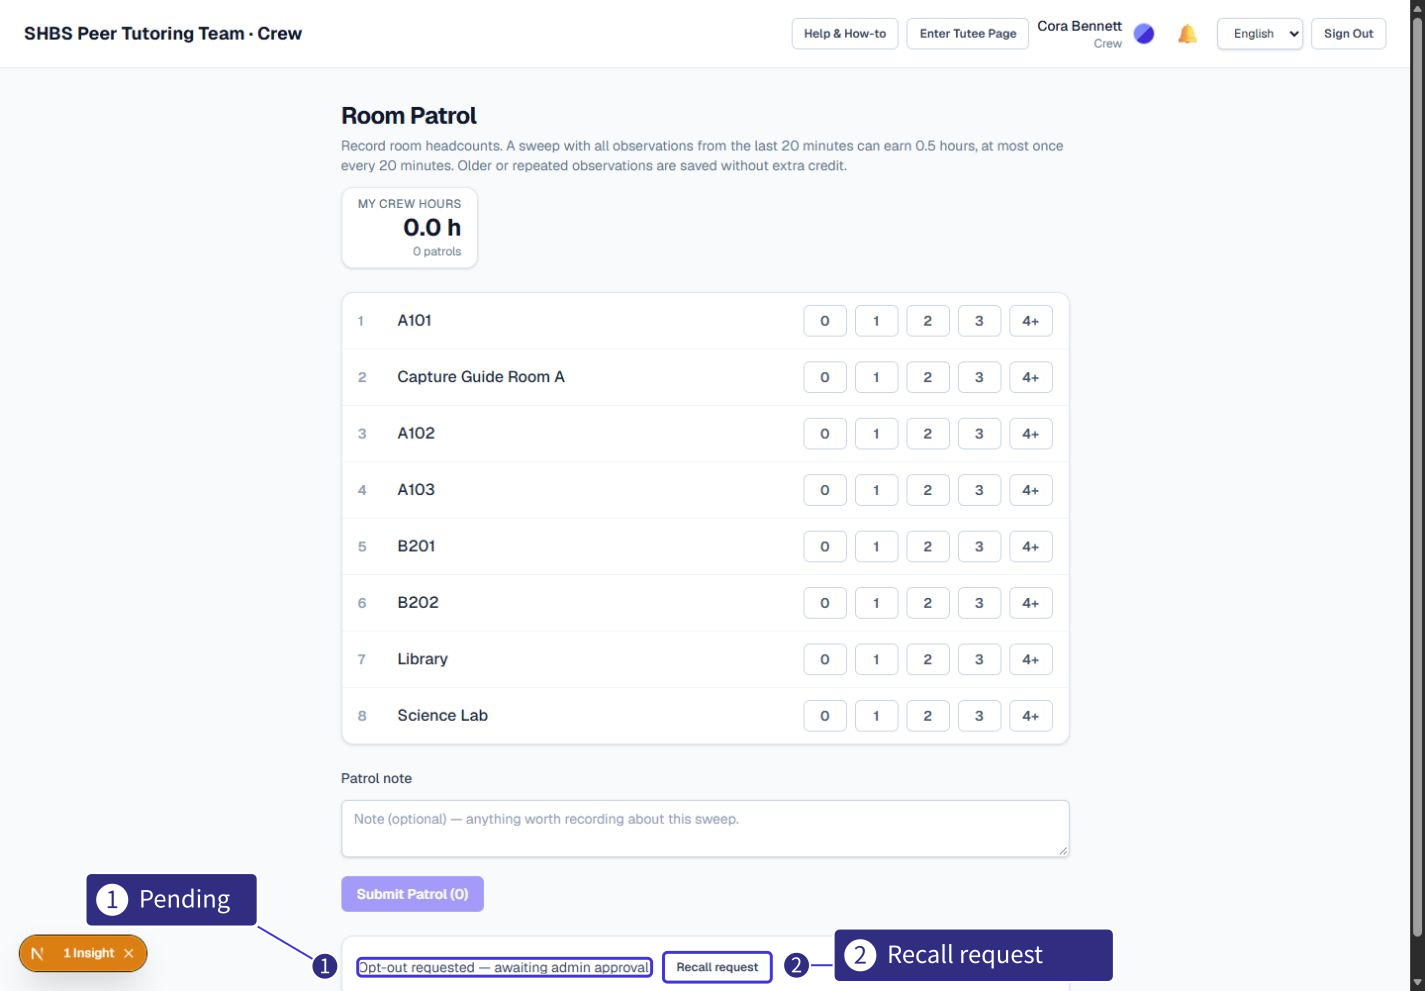 SHBS Peer Tutoring Team · Crew
Help & How-to
Enter Tutee Page
Cora Bennett
Crew
English
Sign Out
Room Patrol
Record room headcounts. A sweep with all observations from the last 20 minutes can earn 0.5 hours, at most once
every 20 minutes. Older or repeated observations are saved without extra credit.
MY CREW HOURS
0.0 h
0 patrols
1 A101 0 1 2 3 4+
2 Capture Guide Room A 0 1 2 3 4+
3 A102 0 1 2 3 4+
4 A103 0 1 2 3 4+
5 B201 0 1 2 3 4+
6 B202 0 1 2 3 4+
7 Library 0 1 2 3 4+
8 Science Lab 0 1 2 3 4+
Patrol note
Note (optional) — anything worth recording about this sweep.
Submit Patrol (0)
1 Pending
N 1 Insight ×
1 Opt-out requested — awaiting admin approval
Recall request
2
2 Recall request